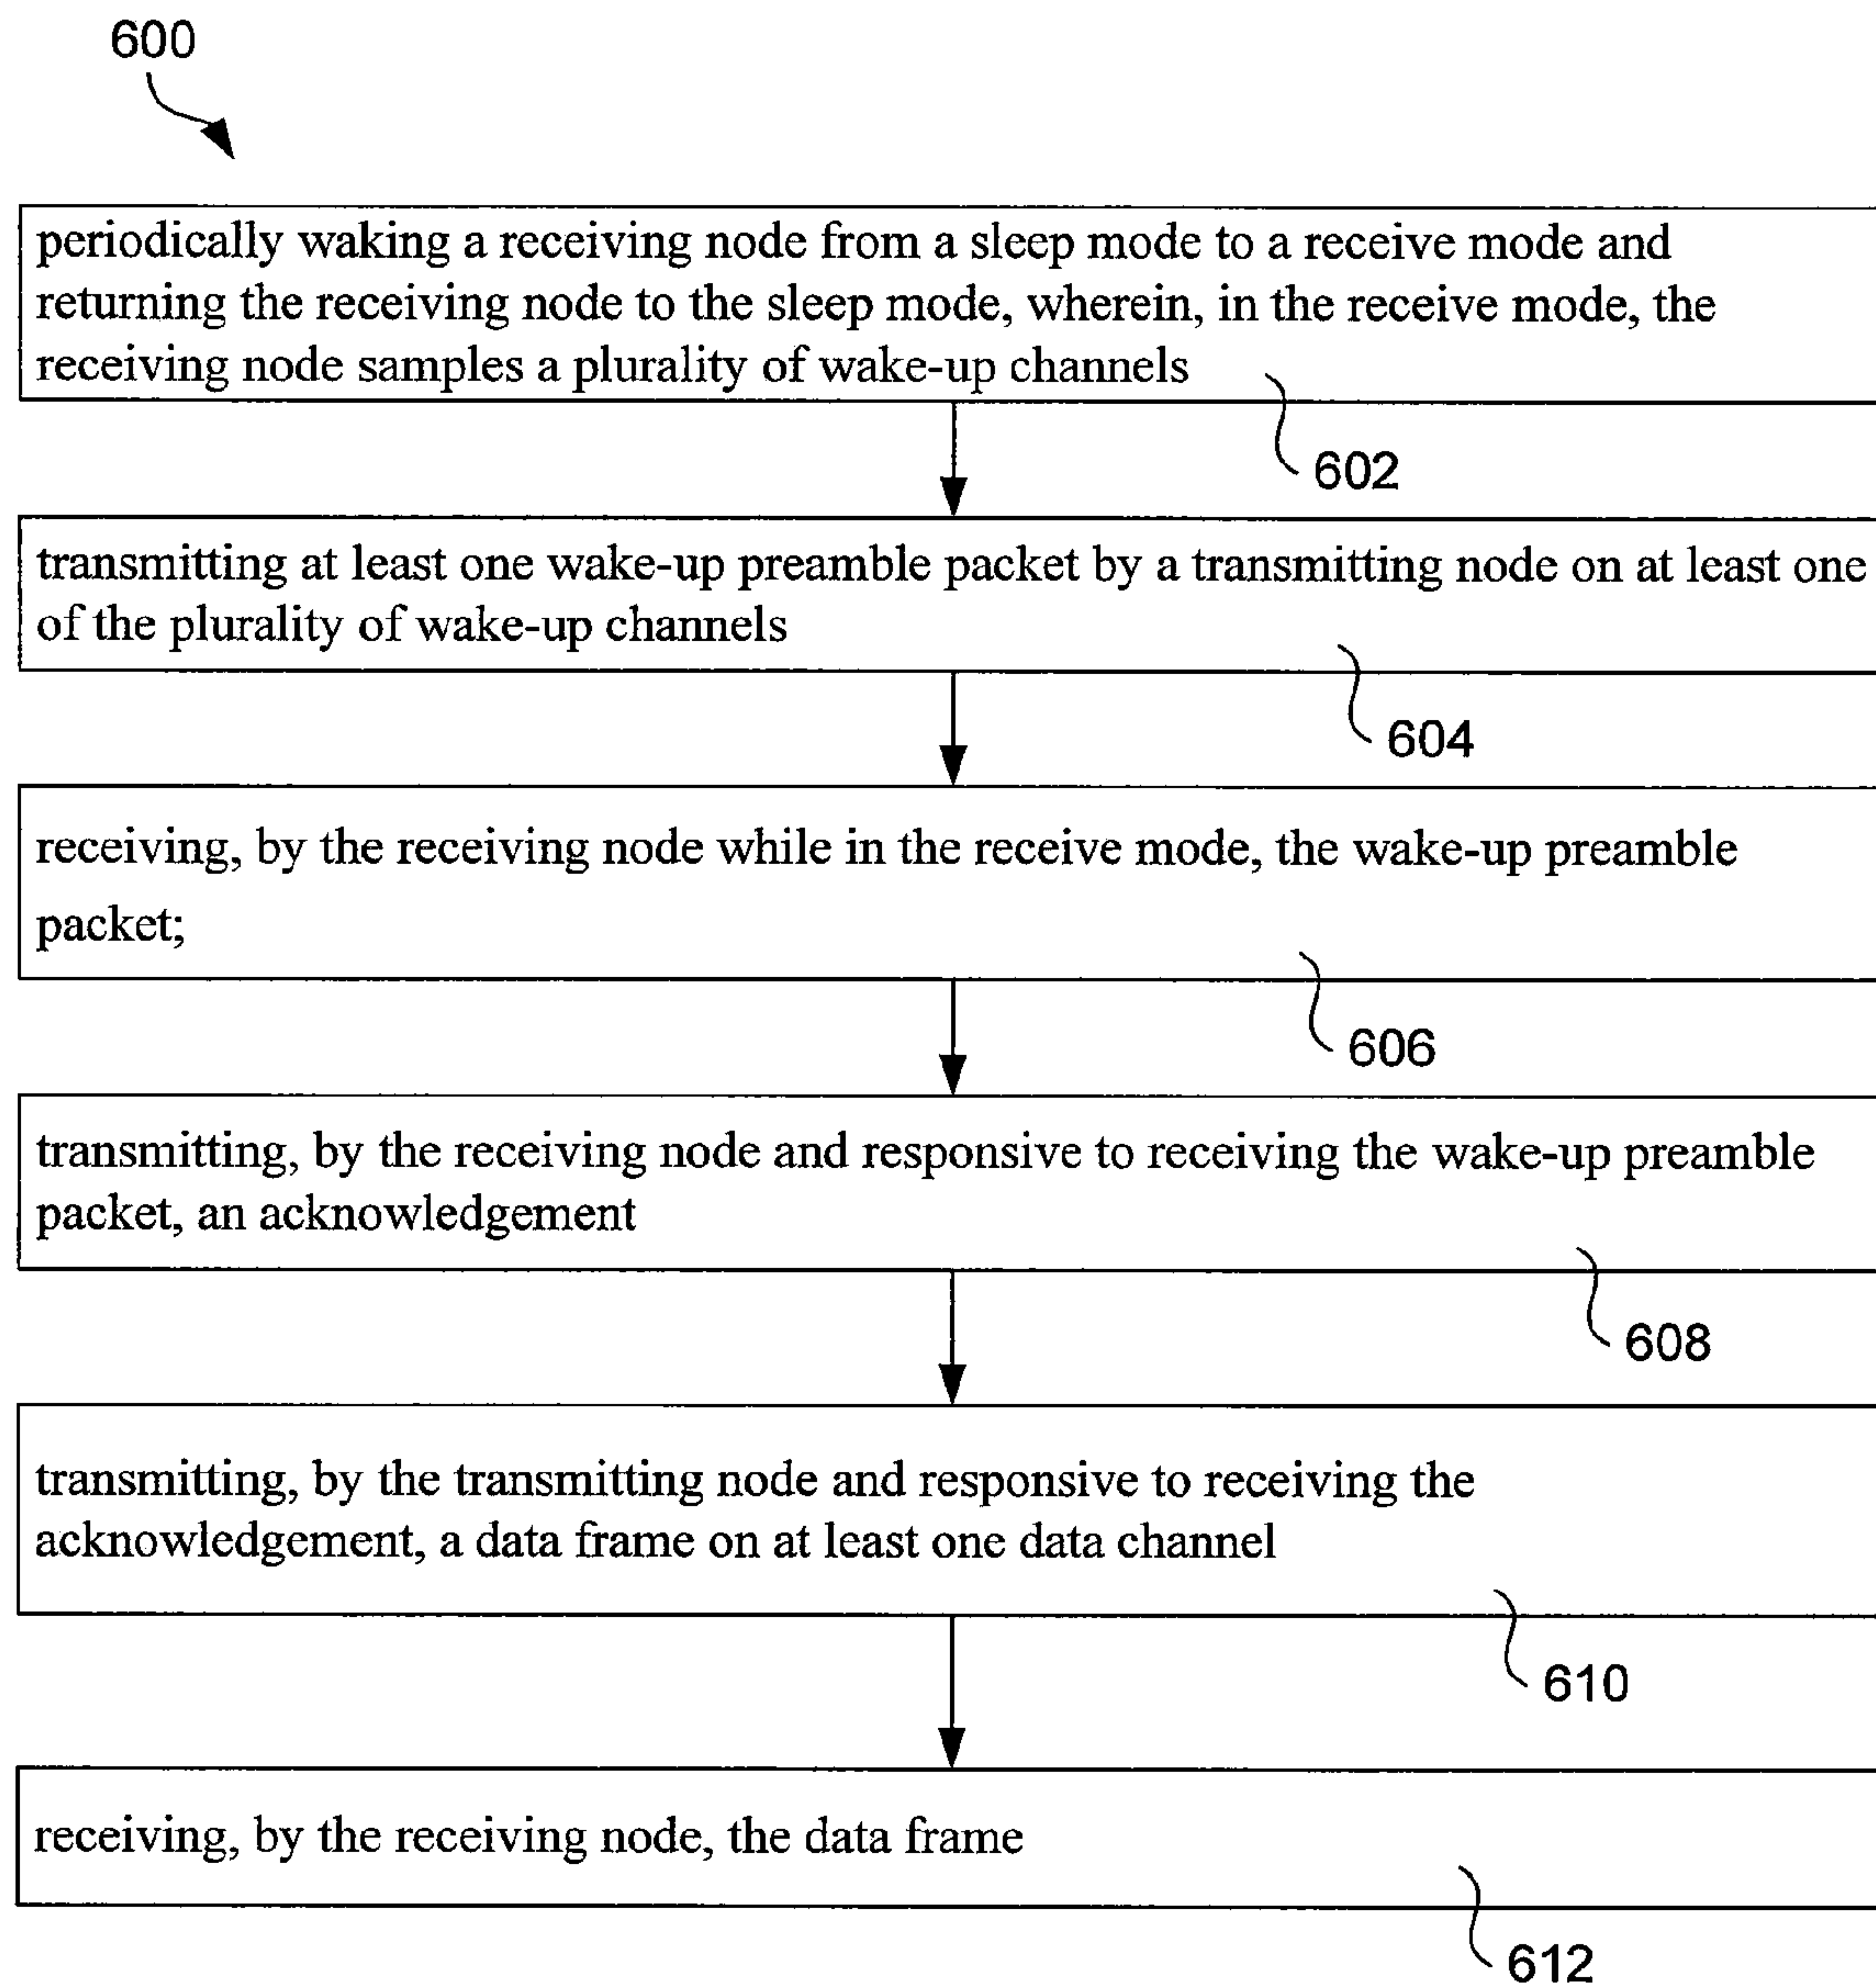 600
periodically waking a receiving node from a sleep mode to a receive mode and
returning the receiving node to the sleep mode, wherein, in the receive mode, the
receiving node samples a plurality of wake-up channels
602
transmitting at least one wake-up preamble packet by a transmitting node on at least one
of the plurality of wake-up channels
604
receiving, by the receiving node while in the receive mode, the wake-up preamble
packet;
606
transmitting, by the receiving node and responsive to receiving the wake-up preamble
packet, an acknowledgement
608
transmitting, by the transmitting node and responsive to receiving the
acknowledgement, a data frame on at least one data channel
610
receiving, by the receiving node, the data frame
612